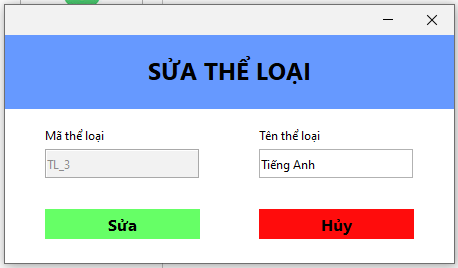 SỬA THỂ LOẠI
Mã thể loại
Tên thể loại
TL_3
Tiếng Anh
Sửa
Hủy